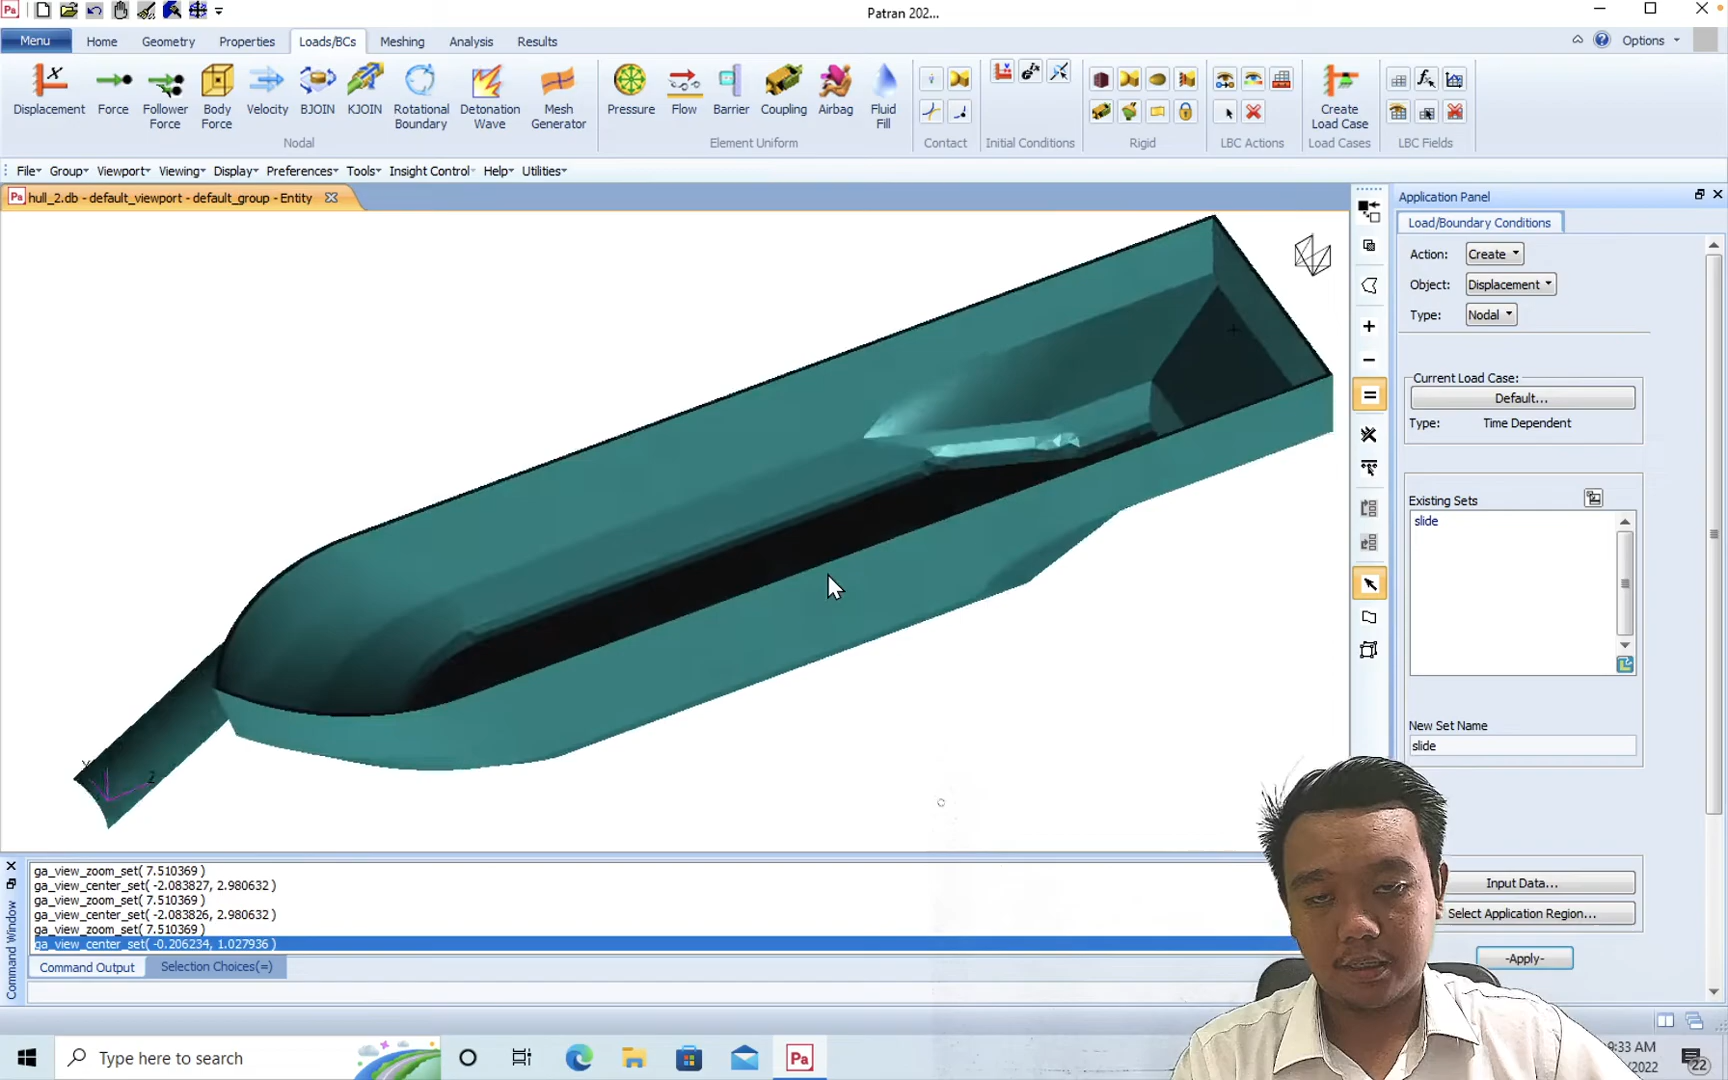 Patran 202...
Menu Home Geometry Properties Loads/BCs Meshing Analysis Results
Options
Displacement Force Follower Force Body Force Velocity BJOIN KJOIN Rotational Boundary Detonation Wave Mesh Generator
Pressure Flow Barrier Coupling Airbag Fluid Fill
Create Load Case
Nodal Element Uniform Contact Initial Conditions Rigid LBC Actions Load Cases LBC Fields
File Group Viewport Viewing Display Preferences Tools Insight Control Help Utilities
hull_2.db - default_viewport - default_group - Entity
Z
Application Panel
Load/Boundary Conditions
Action: Create
Object: Displacement
Type: Nodal
Current Load Case:
Default...
Type: Time Dependent
Existing Sets
slide
New Set Name
slide
Input Data...
Select Application Region...
-Apply-
Command Window
ga_view_zoom_set( 7.510369 )
ga_view_center_set( -2.083827, 2.980632 )
ga_view_zoom_set( 7.510369 )
ga_view_center_set( -2.083826, 2.980632 )
ga_view_zoom_set( 7.510369 )
ga_view_center_set( -0.206234, 1.027936 )
Command Output Selection Choices(=)
Type here to search
Pa
9:33 AM
/2022
22